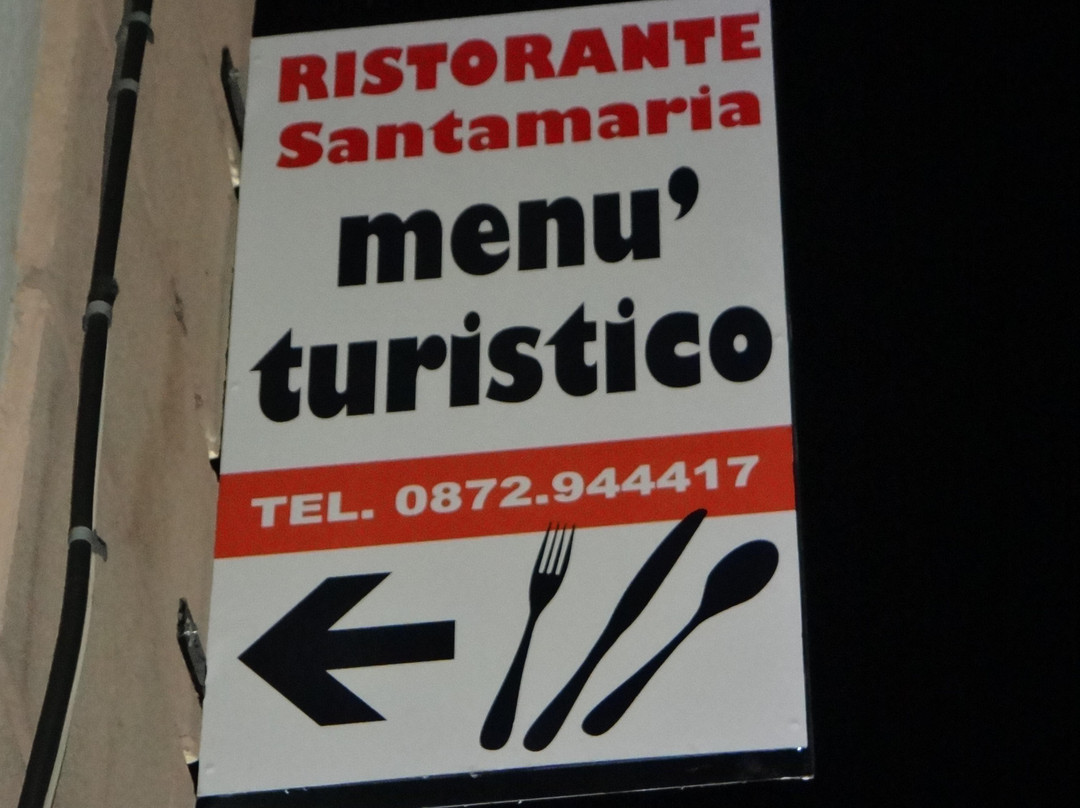 RISTORANTE
Santamaria
menu’
turistico
TEL. 0872.944417